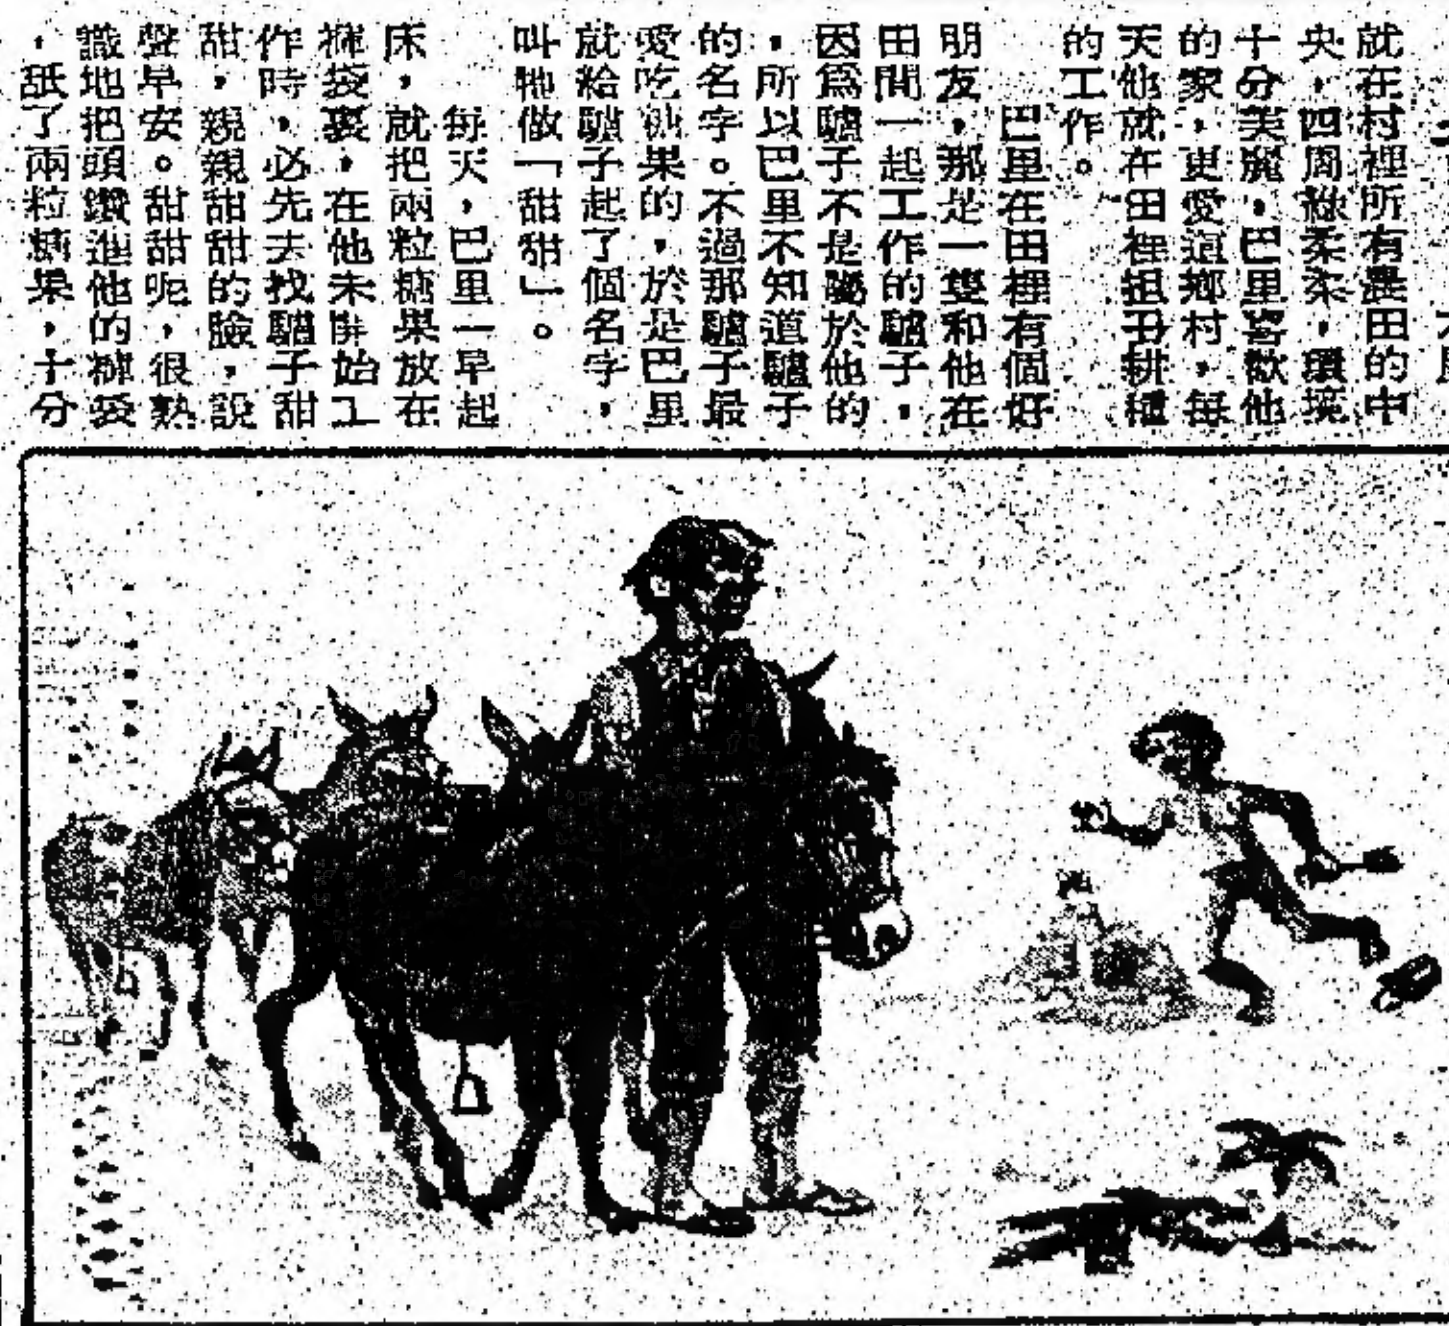 就在村裡所有農田的中
央，四周綠柔柔，環境
十分美麗，巴里喜歡他
的家，更愛這鄉村，每
天他就在田裡担丑耕種
的工作。
巴里在田裡有個好
朋友，那是一隻和他在
田間一起工作的驢子，
因爲驢子不是屬於他的
，所以巴里不知道驢子
的名字。不過那驢子最
愛吃糖果的，於是巴里
就給驢子起了個名字，
叫牠做「甜甜」。
每天，巴里一早起
床，就把兩粒糖果放在
褲袋裏，在他未開始工
作時，必先去找驢子甜
甜，親親甜甜的臉，說
聲早安。甜甜呢，很熟
識地把頭鑽進他的褲袋
，舐了兩粒糖果，十分